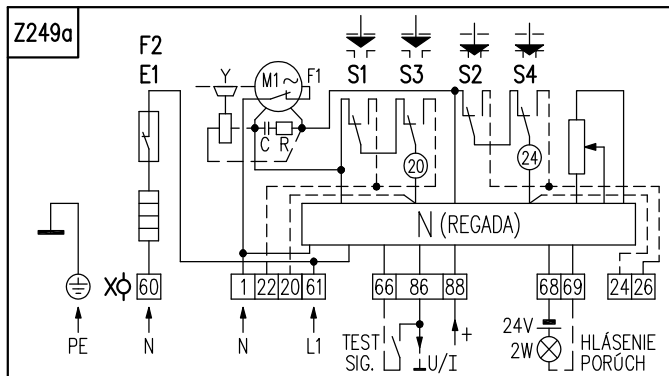 Z249a
F2
E1
Y
M1 ~
F1
S1
S3
S2
S4
C R
20
24
N (REGADA)
X
60
1
22
20
61
66
86
88
68
69
24
26
PE
N
N
L1
TEST
SIG.
U/I
+
24V
2W
HLÁSENIE
PORÚCH